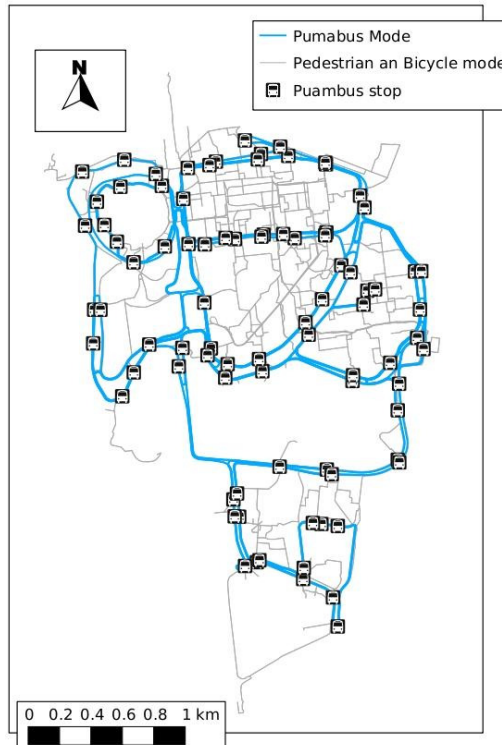 Pumabus Mode
Pedestrian an Bicycle mode
Puambus stop
N
0 0.2 0.4 0.6 0.8 1 km